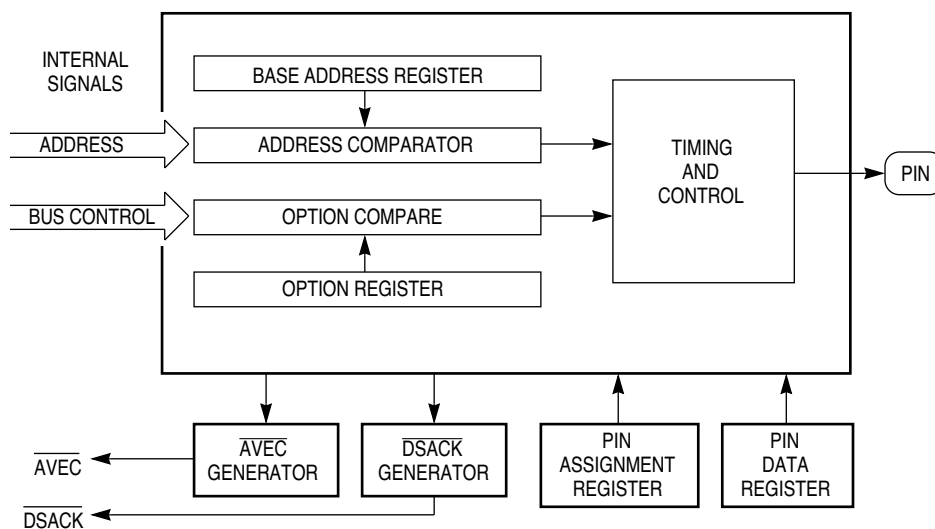 INTERNAL
SIGNALS
BASE ADDRESS REGISTER
ADDRESS
ADDRESS COMPARATOR
TIMING
AND
CONTROL
PIN
BUS CONTROL
OPTION COMPARE
OPTION REGISTER
AVEC
GENERATOR
DSACK
GENERATOR
PIN
ASSIGNMENT
REGISTER
PIN
DATA
REGISTER
AVEC
DSACK